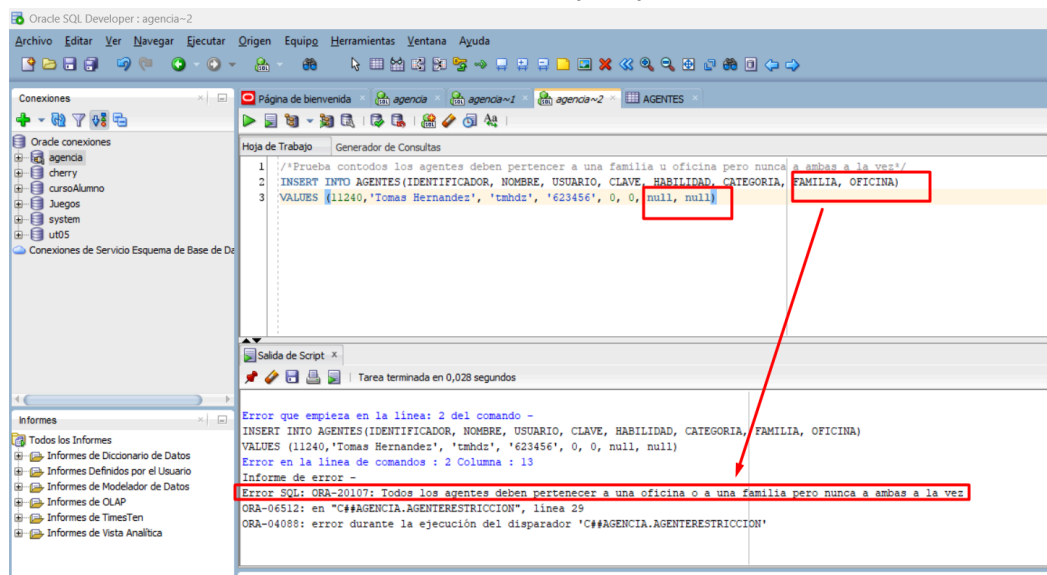 Oracle SQL Developer : agencia~2
Archivo Editar Ver Navegar Ejecutar Origen Equipo Herramientas Ventana Ayuda
Conexiones
Oracle conexiones
agencia
cherry
cursoAlumno
Juegos
system
ut05
Conexiones de Servicio Esquema de Base de Da
Informes
Todos los Informes
Informes de Diccionario de Datos
Informes Definidos por el Usuario
Informes de Modelador de Datos
Informes de OLAP
Informes de TimesTen
Informes de Vista Analítica
Página de bienvenida agencia agencia~1 agencia~2 AGENTES
Hoja de Trabajo Generador de Consultas
1 /*Prueba contodos los agentes deben pertencer a una familia u oficina pero nunca a ambas a la vez*/
2 INSERT INTO AGENTES(IDENTIFICADOR, NOMBRE, USUARIO, CLAVE, HABILIDAD, CATEGORIA, FAMILIA, OFICINA)
3 VALUES (11240,'Tomas Hernandez', 'tmhdz', '623456', 0, 0, null, null)
Salida de Script
Tarea terminada en 0,028 segundos
Error que empieza en la línea: 2 del comando -
INSERT INTO AGENTES(IDENTIFICADOR, NOMBRE, USUARIO, CLAVE, HABILIDAD, CATEGORIA, FAMILIA, OFICINA)
VALUES (11240,'Tomas Hernandez', 'tmhdz', '623456', 0, 0, null, null)
Error en la línea de comandos : 2 Columna : 13
Informe de error -
Error SQL: ORA-20107: Todos los agentes deben pertenecer a una oficina o a una familia pero nunca a ambas a la vez
ORA-06512: en "C##AGENCIA.AGENTERESTRICCION", línea 29
ORA-04088: error durante la ejecución del disparador 'C##AGENCIA.AGENTERESTRICCION'